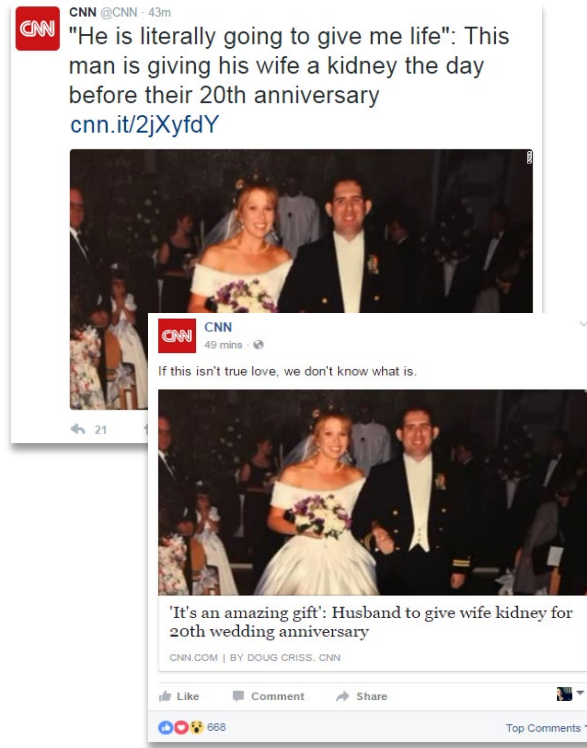 CNN
CNN @CNN · 43m
"He is literally going to give me life": This
man is giving his wife a kidney the day
before their 20th anniversary
cnn.it/2jXyfdY
21
CNN
CNN
49 mins ·
If this isn't true love, we don't know what is.
'It's an amazing gift': Husband to give wife kidney for
20th wedding anniversary
CNN.COM | BY DOUG CRISS, CNN
Like Comment Share
668 Top Comments